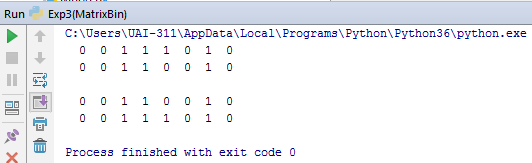 Run Exp3(MatrixBin)
C:\Users\UAI-311\AppData\Local\Programs\Python\Python36\python.exe
0 0 1 1 1 0 1 0
0 0 1 1 0 0 1 0
0 0 1 1 0 0 1 0
0 0 1 1 1 0 1 0
Process finished with exit code 0